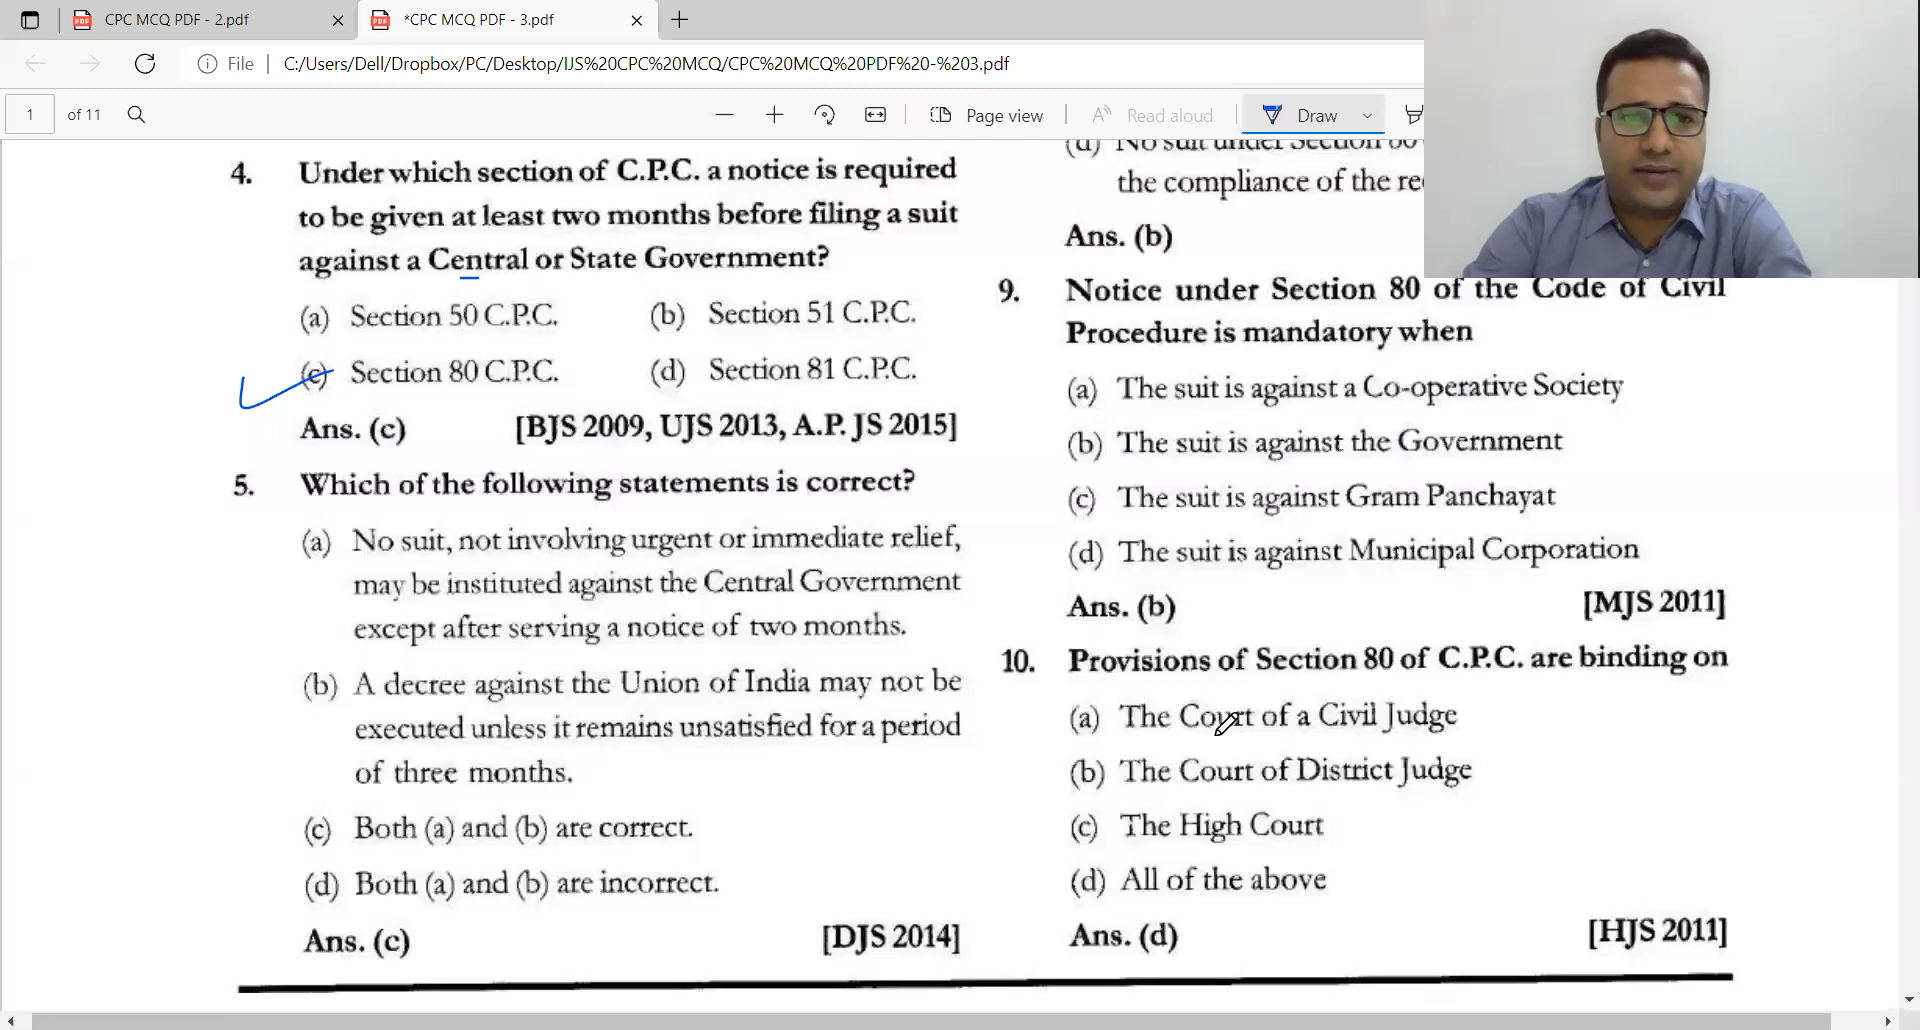 CPC MCQ PDF - 2.pdf
*CPC MCQ PDF - 3.pdf
File
C:/Users/Dell/Dropbox/PC/Desktop/IJS%20CPC%20MCQ/CPC%20MCQ%20PDF%20-%203.pdf
1 of 11
Page view
Read aloud
Draw
4. Under which section of C.P.C. a notice is required
to be given at least two months before filing a suit
against a Central or State Government?
(a) Section 50 C.P.C. (b) Section 51 C.P.C.
(c) Section 80 C.P.C. (d) Section 81 C.P.C.
Ans. (c) [BJS 2009, UJS 2013, A.P. JS 2015]
5. Which of the following statements is correct?
(a) No suit, not involving urgent or immediate relief,
may be instituted against the Central Government
except after serving a notice of two months.
(b) A decree against the Union of India may not be
executed unless it remains unsatisfied for a period
of three months.
(c) Both (a) and (b) are correct.
(d) Both (a) and (b) are incorrect.
Ans. (c) [DJS 2014]
(d) No suit under Section 80
the compliance of the
Ans. (b)
9. Notice under Section 80 of the Code of Civil
Procedure is mandatory when
(a) The suit is against a Co-operative Society
(b) The suit is against the Government
(c) The suit is against Gram Panchayat
(d) The suit is against Municipal Corporation
Ans. (b) [MJS 2011]
10. Provisions of Section 80 of C.P.C. are binding on
(a) The Court of a Civil Judge
(b) The Court of District Judge
(c) The High Court
(d) All of the above
Ans. (d) [HJS 2011]